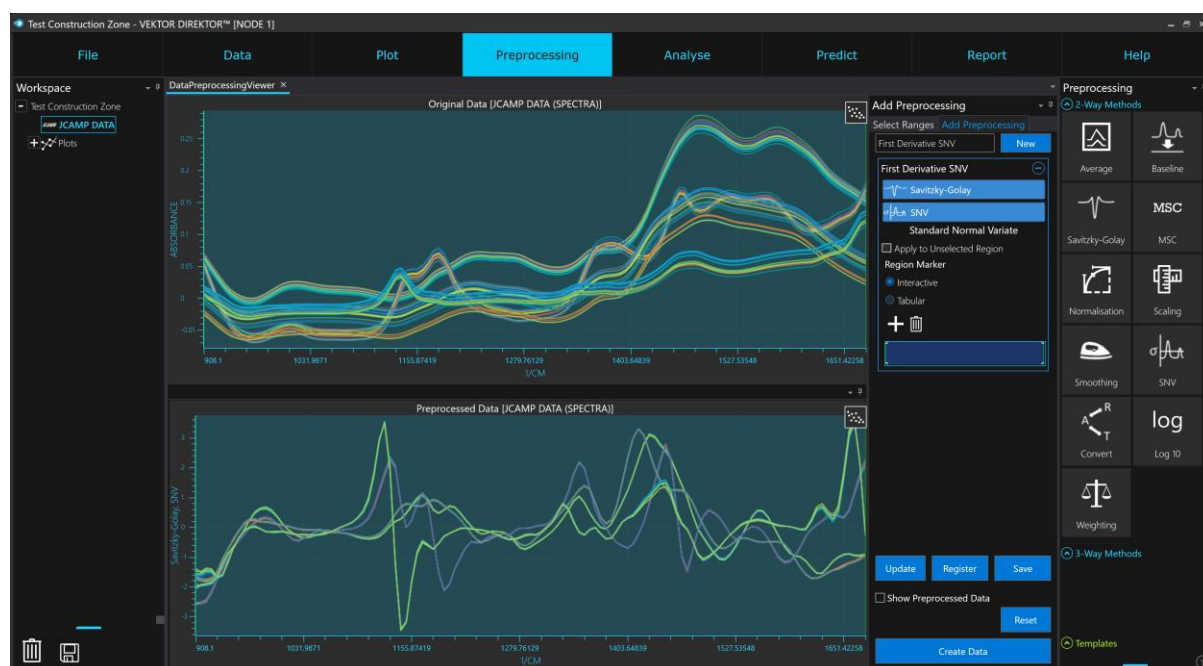 Test Construction Zone - VEKTOR DIREKTOR™ [NODE 1]
File Data Plot Preprocessing Analyse Predict Report Help
Workspace
Test Construction Zone
JCAMP DATA
Plots
DataPreprocessingViewer ×
Original Data [JCAMP DATA (SPECTRA)]
ABSORBANCE
0.25
0.2
0.15
0.1
0.05
0
-0.05
908.1 1031.9871 1155.87419 1279.76129 1403.64839 1527.53548 1651.42258
1/CM
Preprocessed Data [JCAMP DATA (SPECTRA)]
Savitzky-Golay, SNV
3
2
1
0
-1
-2
-3
908.1 1031.9871 1155.87419 1279.76129 1403.64839 1527.53548 1651.42258
1/CM
Add Preprocessing
Select Ranges Add Preprocessing
First Derivative SNV New
First Derivative SNV
Savitzky-Golay
SNV
Standard Normal Variate
Apply to Unselected Region
Region Marker
Interactive
Tabular
Update Register Save
Show Preprocessed Data
Reset
Create Data
Preprocessing
2-Way Methods
Average Baseline
MSC
Savitzky-Golay MSC
Normalisation Scaling
σ
Smoothing SNV
A R T log
Convert Log 10
Weighting
3-Way Methods
Templates